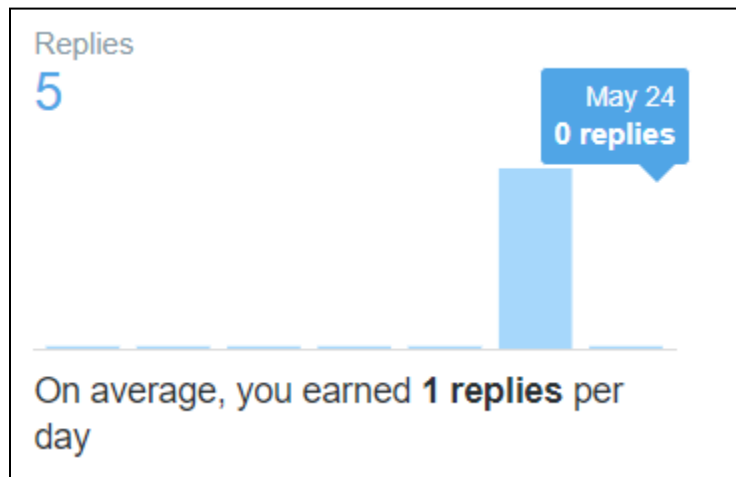 Replies
5
May 24
0 replies
On average, you earned 1 replies per
day